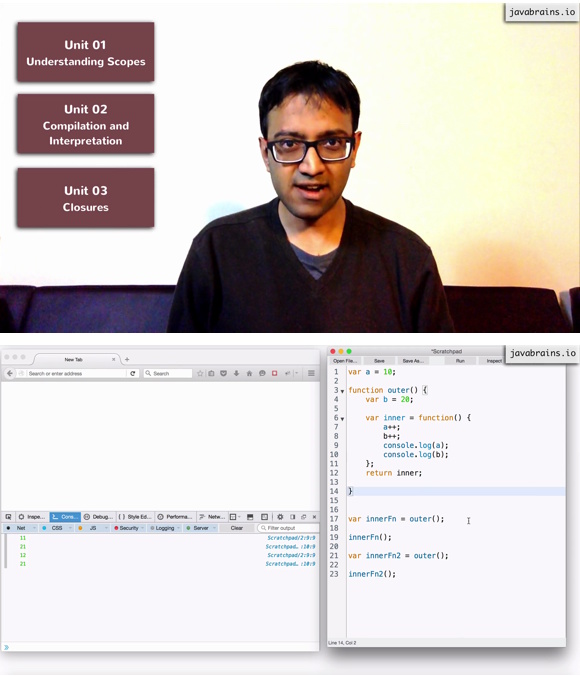 javabrains.io
Unit 01
Understanding Scopes
Unit 02
Compilation and
Interpretation
Unit 03
Closures
javabrains.io
New Tab
Search or enter address
Search
Inspe...
Cons...
Debug...
{ } Style Ed...
Performa...
Netw...
Net
CSS
JS
Security
Logging
Server
Clear
Filter output
11 Scratchpad/2:9:9
21 Scratchpad… :10:9
12 Scratchpad/2:9:9
21 Scratchpad… :10:9
*Scratchpad
Open File...
Save
Save As...
Run
Inspect
1 var a = 10;
2
3 function outer() {
4 var b = 20;
5
6 var inner = function() {
7 a++;
8 b++;
9 console.log(a);
10 console.log(b);
11 };
12 return inner;
13
14 }
15
16
17 var innerFn = outer();
18
19 innerFn();
20
21 var innerFn2 = outer();
22
23 innerFn2();
Line 14, Col 2